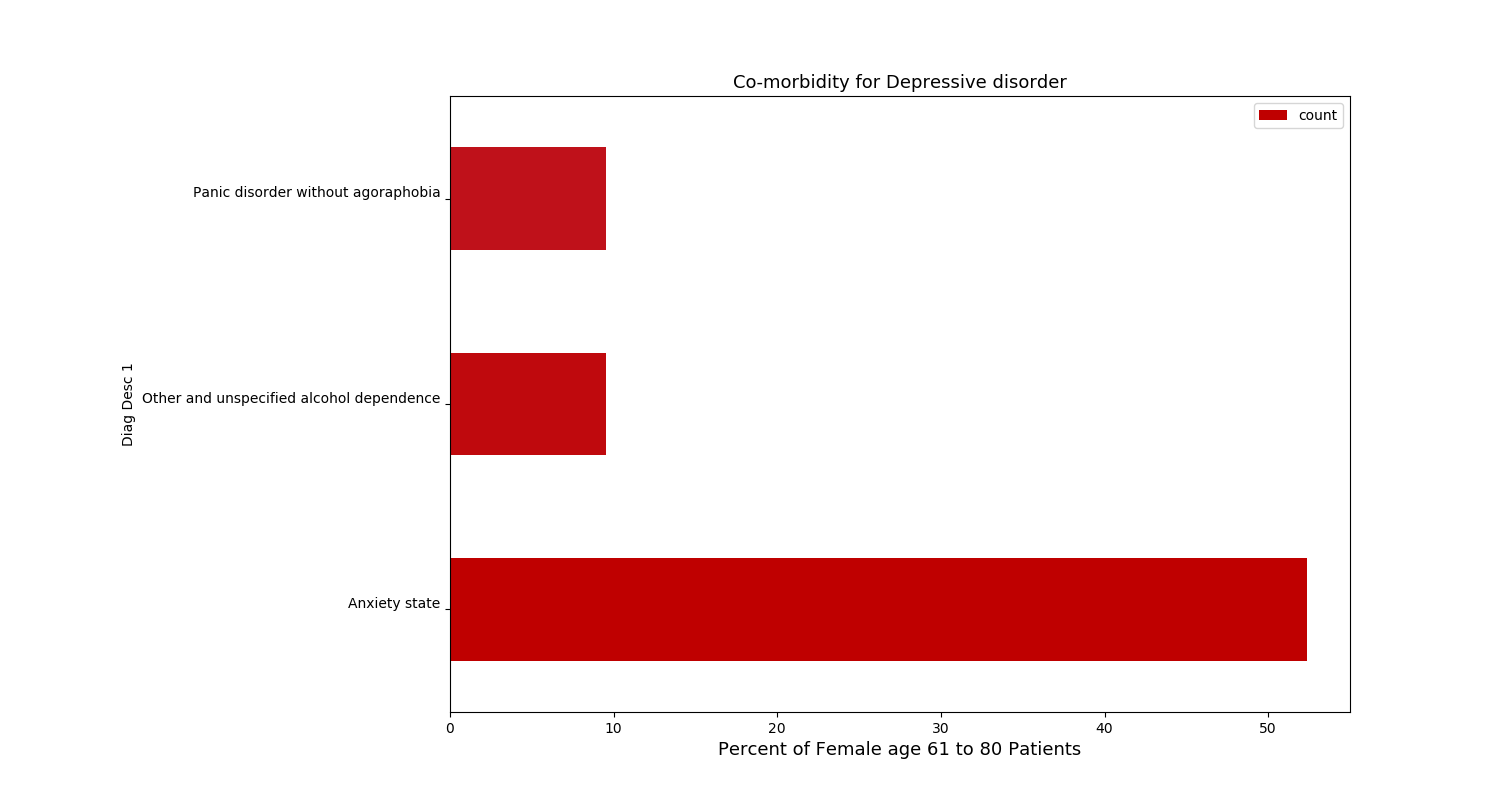 Co-morbidity for Depressive disorder
count
Panic disorder without agoraphobia
Other and unspecified alcohol dependence
Anxiety state
Diag Desc 1
0 10 20 30 40 50
Percent of Female age 61 to 80 Patients